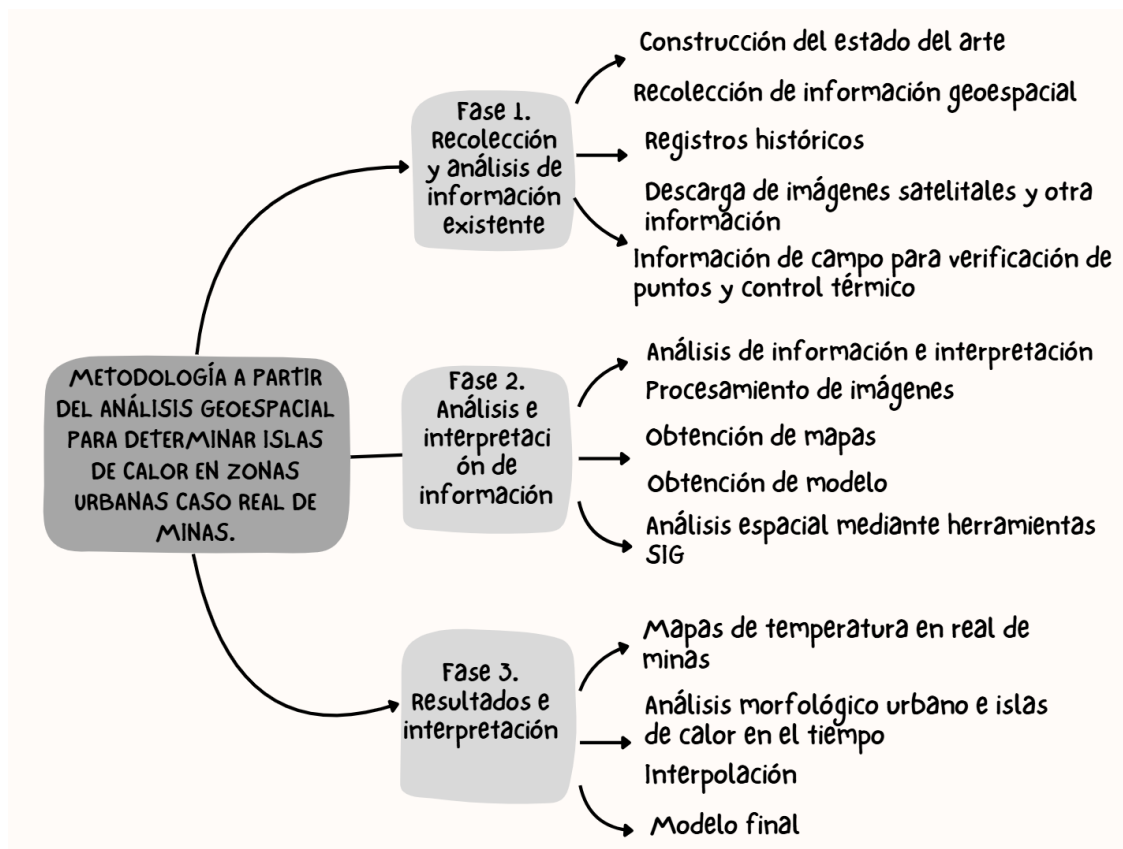 METODOLOGÍA A PARTIR
DEL ANÁLISIS GEOESPACIAL
PARA DETERMINAR ISLAS
DE CALOR EN ZONAS
URBANAS CASO REAL DE
MINAS.
Fase 1.
Recolección
y análisis de
información
existente
Construcción del estado del arte
Recolección de información geoespacial
Registros históricos
Descarga de imágenes satelitales y otra
información
Información de campo para verificación de
puntos y control térmico
Fase 2.
Análisis e
interpretaci
ón de
información
Análisis de información e interpretación
Procesamiento de imágenes
Obtención de mapas
Obtención de modelo
Análisis espacial mediante herramientas
SIG
Fase 3.
Resultados e
interpretación
Mapas de temperatura en real de
minas
Análisis morfológico urbano e islas
de calor en el tiempo
Interpolación
Modelo final